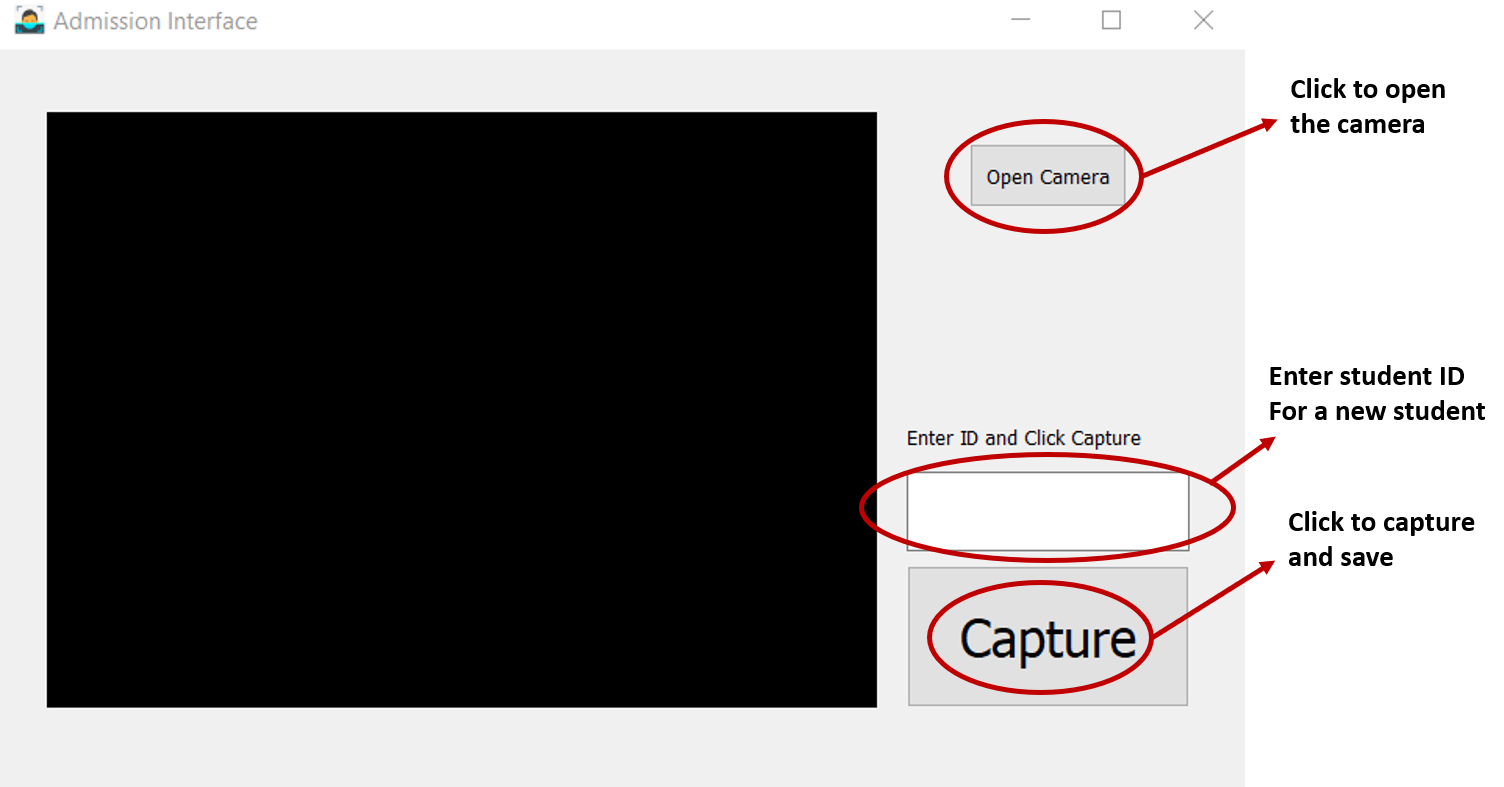 Admission Interface
Click to open
the camera
Open Camera
Enter student ID
For a new student
Enter ID and Click Capture
Click to capture
and save
Capture